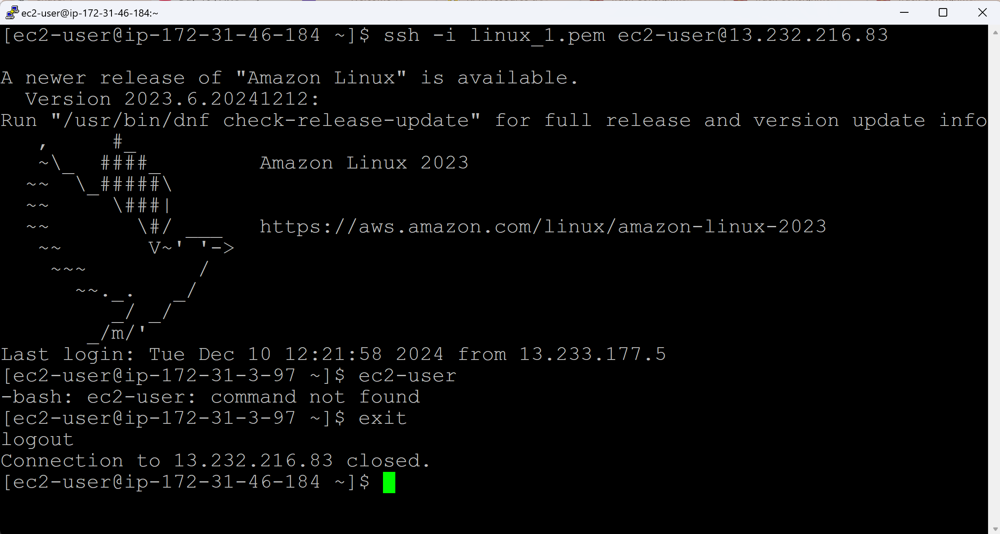 ec2-user@ip-172-31-46-184:~
[ec2-user@ip-172-31-46-184 ~]$ ssh -i linux_1.pem ec2-user@13.232.216.83

A newer release of "Amazon Linux" is available.
  Version 2023.6.20241212:
Run "/usr/bin/dnf check-release-update" for full release and version update info
   ,     #_
   ~\_  ####_        Amazon Linux 2023
  ~~  \_#####\
  ~~     \###|
  ~~       \#/ ___   https://aws.amazon.com/linux/amazon-linux-2023
   ~~       V~' '->
    ~~~         /
      ~~._.   _/
         _/ _/
       _/m/'
Last login: Tue Dec 10 12:21:58 2024 from 13.233.177.5
[ec2-user@ip-172-31-3-97 ~]$ ec2-user
-bash: ec2-user: command not found
[ec2-user@ip-172-31-3-97 ~]$ exit
logout
Connection to 13.232.216.83 closed.
[ec2-user@ip-172-31-46-184 ~]$